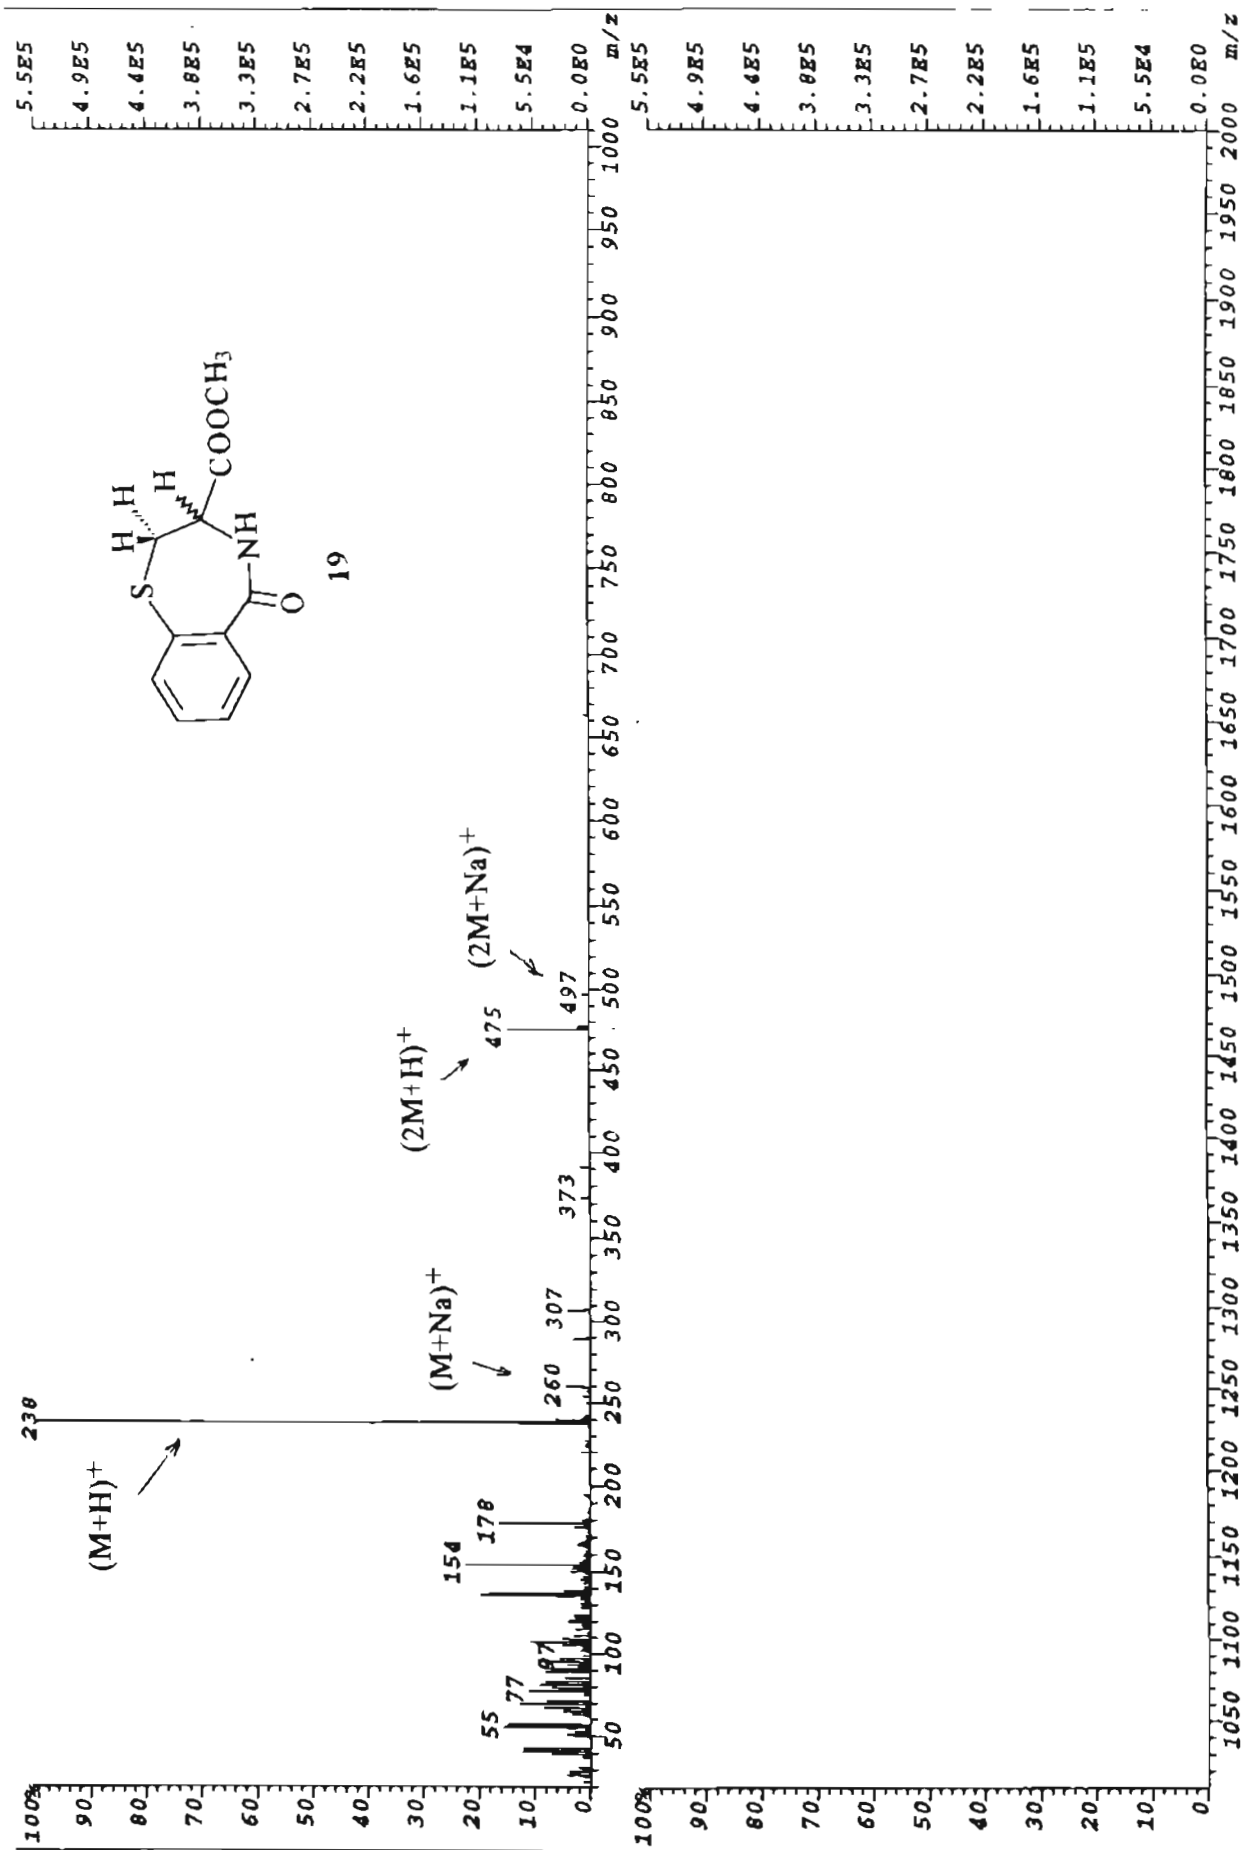 100%
90
80
70
60
50
40
30
20
10
0
5.5E5
4.9E5
4.4E5
3.8E5
3.3E5
2.7E5
2.2E5
1.6E5
1.1E5
5.5E4
0.0E0
238
(M+H)+
(M+Na)+
(2M+H)+
(2M+Na)+
55
77
97
154
178
260
307
373
475
497
S
H
H
H
COOCH3
NH
O
19
50
100
150
200
250
300
350
400
450
500
550
600
650
700
750
800
850
900
950
1000
m/z
100%
90
80
70
60
50
40
30
20
10
0
5.5E5
4.9E5
4.4E5
3.8E5
3.3E5
2.7E5
2.2E5
1.6E5
1.1E5
5.5E4
0.0E0
1050
1100
1150
1200
1250
1300
1350
1400
1450
1500
1550
1600
1650
1700
1750
1800
1850
1900
1950
2000
m/z